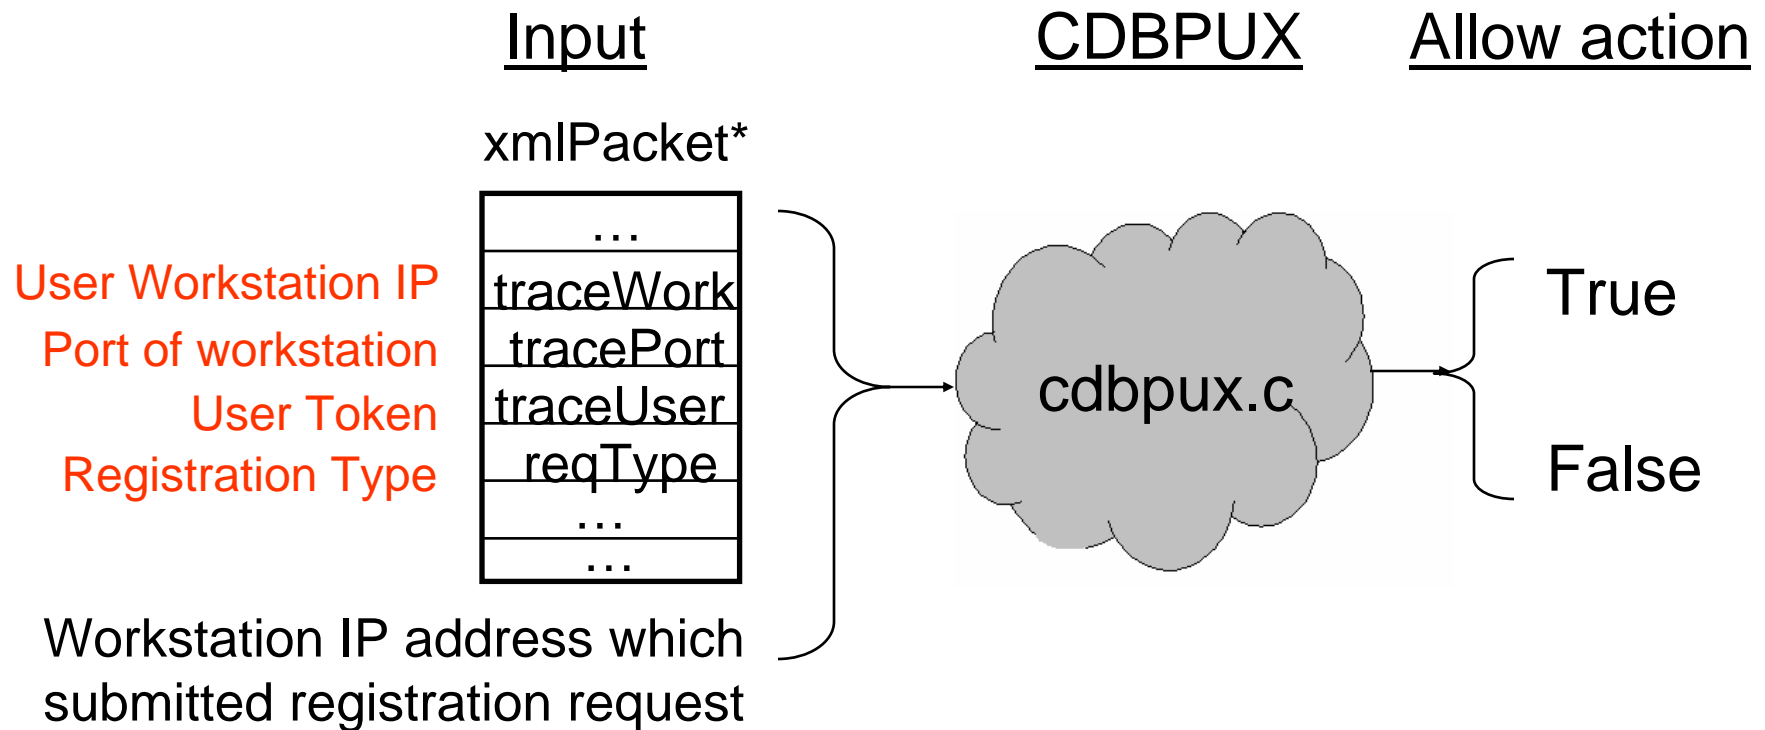 Input
CDBPUX
Allow action
xmlPacket*
…
User Workstation IP
traceWork
Port of workstation
tracePort
User Token
traceUser
Registration Type
reqType
…
…
Workstation IP address which
submitted registration request
cdbpux.c
True
False